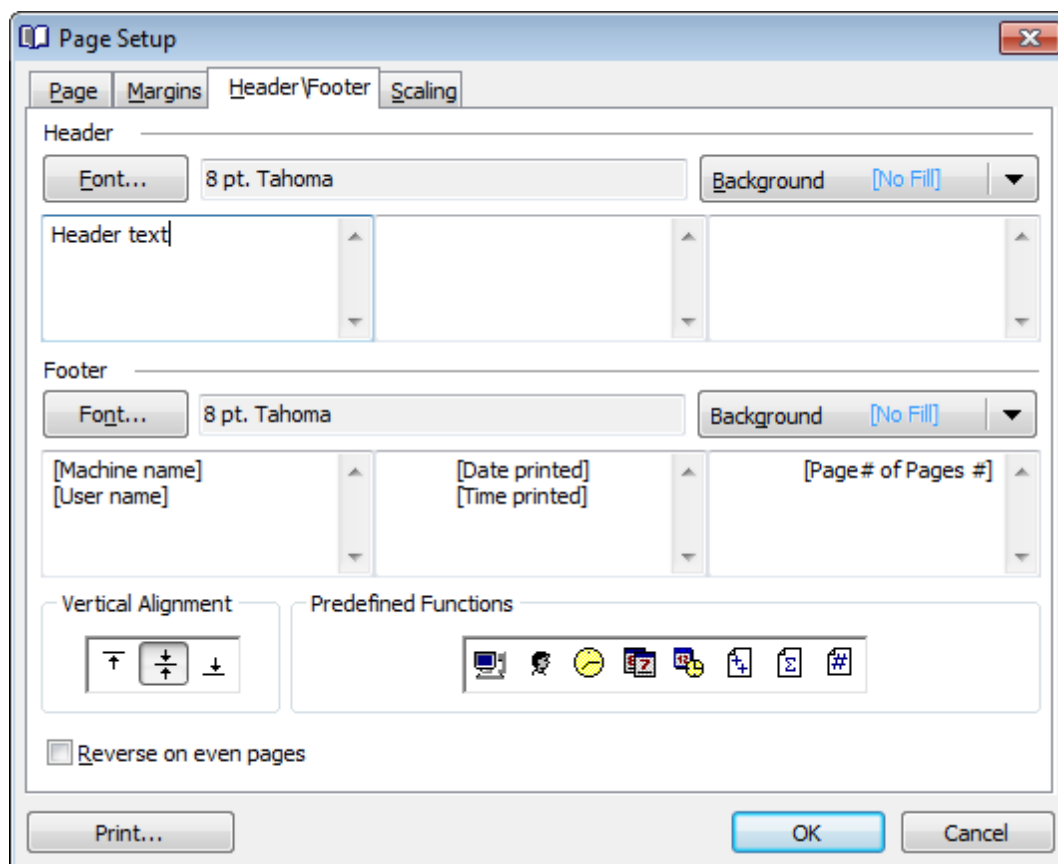 Page Setup
Page Margins Header\Footer Scaling
Header
Font... 8 pt. Tahoma Background [No Fill]
Header text
Footer
Font... 8 pt. Tahoma Background [No Fill]
[Machine name] [Date printed] [Page# of Pages #]
[User name] [Time printed]
Vertical Alignment Predefined Functions
Reverse on even pages
Print... OK Cancel